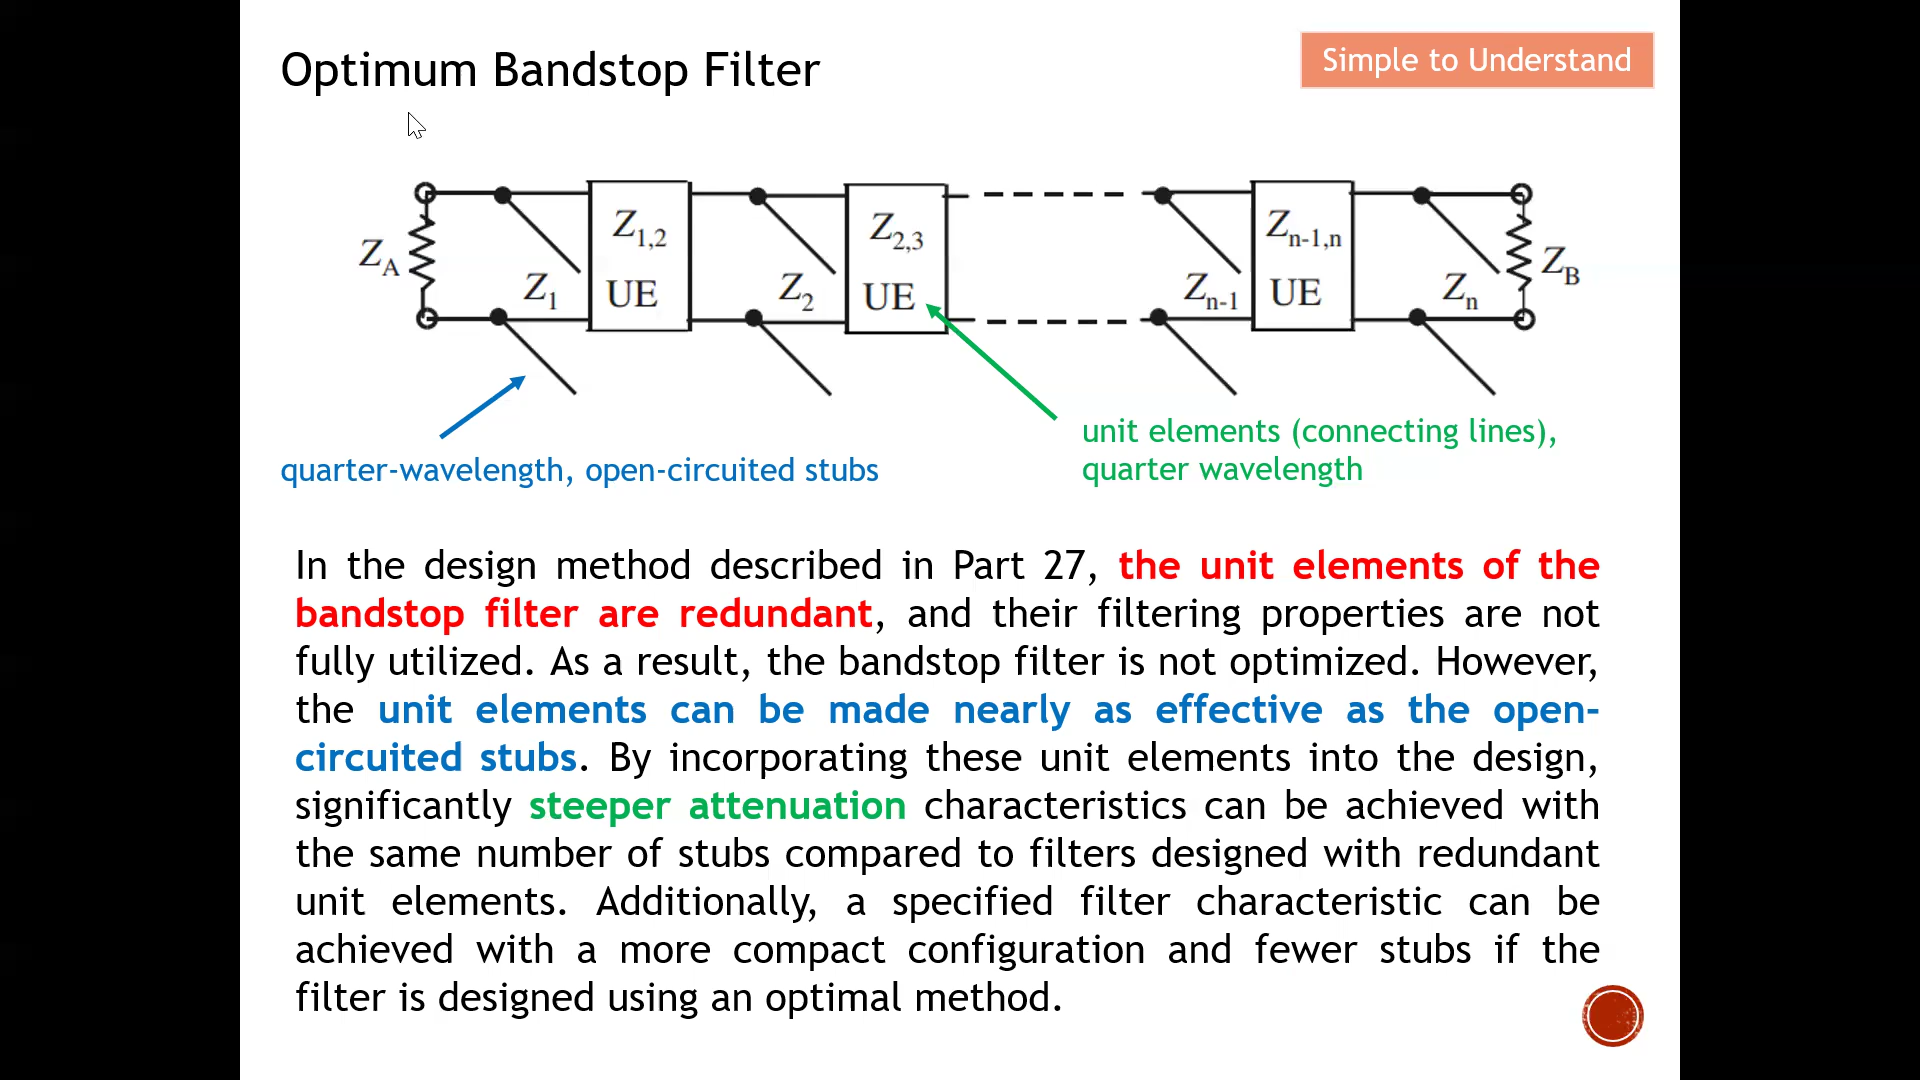 Optimum Bandstop Filter
Simple to Understand
ZA
Z1
Z1,2
UE
Z2
Z2,3
UE
Zn-1
Zn-1,n
UE
Zn
ZB
quarter-wavelength, open-circuited stubs
unit elements (connecting lines),
quarter wavelength
In the design method described in Part 27, the unit elements of the
bandstop filter are redundant, and their filtering properties are not
fully utilized. As a result, the bandstop filter is not optimized. However,
the unit elements can be made nearly as effective as the open-
circuited stubs. By incorporating these unit elements into the design,
significantly steeper attenuation characteristics can be achieved with
the same number of stubs compared to filters designed with redundant
unit elements. Additionally, a specified filter characteristic can be
achieved with a more compact configuration and fewer stubs if the
filter is designed using an optimal method.